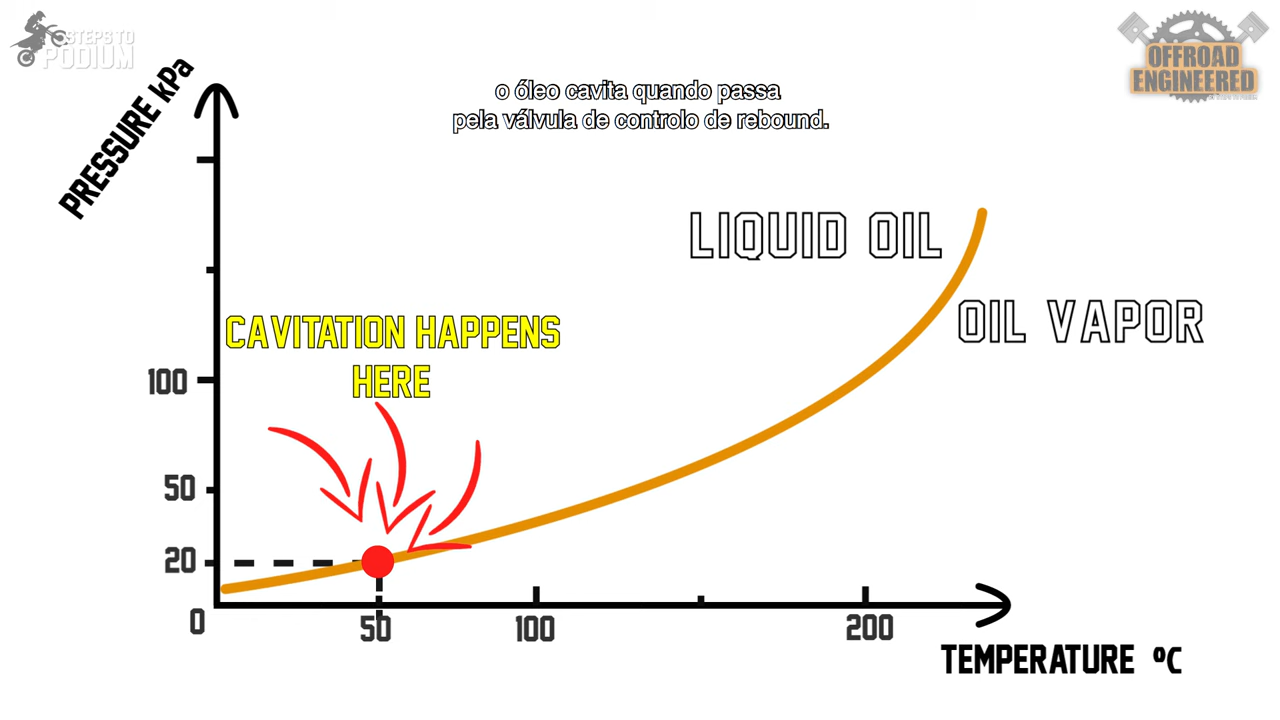 STEPS TO
PODIUM
OFFROAD
ENGINEERED
PRESSURE kPa
o óleo cavita quando passa
pela válvula de controlo de rebound.
LIQUID OIL
OIL VAPOR
CAVITATION HAPPENS
HERE
100
50
20
0
50
100
200
TEMPERATURE ºC